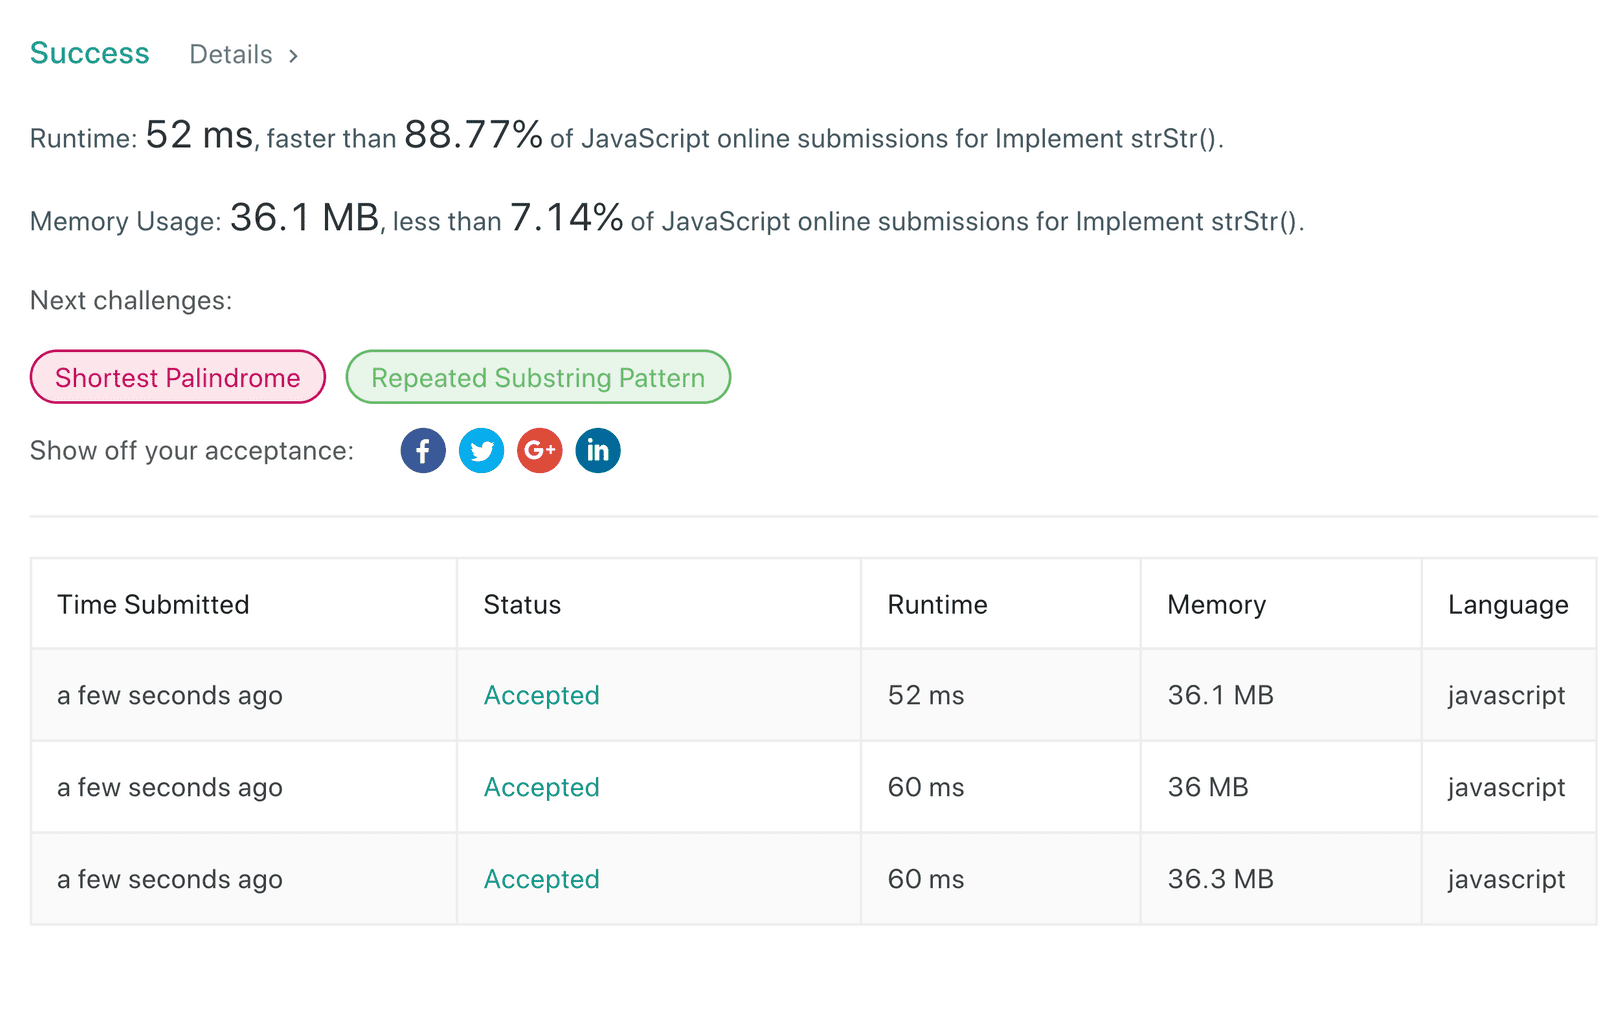 Success Details >
Runtime: 52 ms, faster than 88.77% of JavaScript online submissions for Implement strStr().
Memory Usage: 36.1 MB, less than 7.14% of JavaScript online submissions for Implement strStr().
Next challenges:
Shortest Palindrome Repeated Substring Pattern
Show off your acceptance: f G+ in
Time Submitted Status Runtime Memory Language
a few seconds ago Accepted 52 ms 36.1 MB javascript
a few seconds ago Accepted 60 ms 36 MB javascript
a few seconds ago Accepted 60 ms 36.3 MB javascript